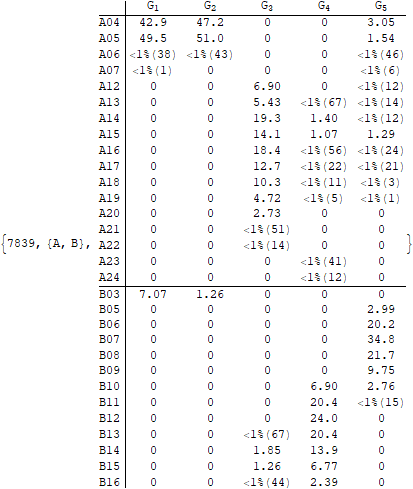 G1 G2 G3 G4 G5
A04 42.9 47.2 0 0 3.05
A05 49.5 51.0 0 0 1.54
A06 <1%(38) <1%(43) 0 0 <1%(46)
A07 <1%(1) 0 0 0 <1%(6)
A12 0 0 6.90 0 <1%(12)
A13 0 0 5.43 <1%(67) <1%(14)
A14 0 0 19.3 1.40 <1%(12)
A15 0 0 14.1 1.07 1.29
A16 0 0 18.4 <1%(56) <1%(24)
A17 0 0 12.7 <1%(22) <1%(21)
A18 0 0 10.3 <1%(11) <1%(3)
A19 0 0 4.72 <1%(5) <1%(1)
A20 0 0 2.73 0 0
A21 0 0 <1%(51) 0 0
{7839, {A, B}, A22 0 0 <1%(14) 0 0 }
A23 0 0 0 <1%(41) 0
A24 0 0 0 <1%(12) 0
B03 7.07 1.26 0 0 0
B05 0 0 0 0 2.99
B06 0 0 0 0 20.2
B07 0 0 0 0 34.8
B08 0 0 0 0 21.7
B09 0 0 0 0 9.75
B10 0 0 0 6.90 2.76
B11 0 0 0 20.4 <1%(15)
B12 0 0 0 24.0 0
B13 0 0 <1%(67) 20.4 0
B14 0 0 1.85 13.9 0
B15 0 0 1.26 6.77 0
B16 0 0 <1%(44) 2.39 0